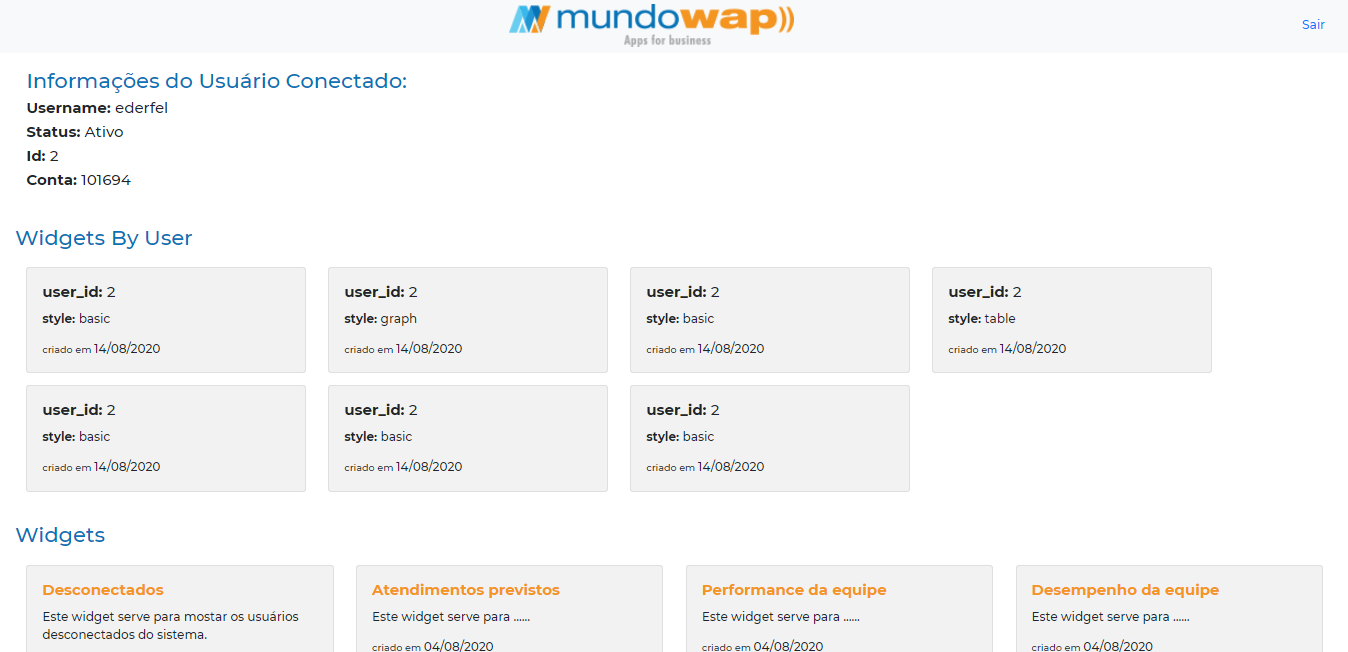 mundowap
Apps for business
Sair
Informações do Usuário Conectado:
Username: ederfel
Status: Ativo
Id: 2
Conta: 101694
Widgets By User
user_id: 2
style: basic
criado em 14/08/2020
user_id: 2
style: graph
criado em 14/08/2020
user_id: 2
style: basic
criado em 14/08/2020
user_id: 2
style: table
criado em 14/08/2020
user_id: 2
style: basic
criado em 14/08/2020
user_id: 2
style: basic
criado em 14/08/2020
user_id: 2
style: basic
criado em 14/08/2020
Widgets
Desconectados
Este widget serve para mostar os usuários
desconectados do sistema.
Atendimentos previstos
Este widget serve para ......
criado em 04/08/2020
Performance da equipe
Este widget serve para ......
criado em 04/08/2020
Desempenho da equipe
Este widget serve para ......
criado em 04/08/2020